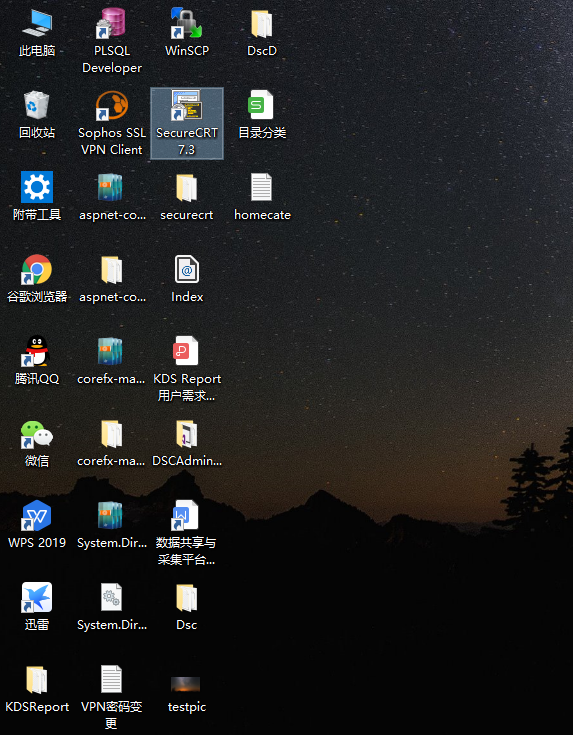 此电脑
PLSQL
Developer
WinSCP
DscD
回收站
Sophos SSL
VPN Client
SecureCRT
7.3
目录分类
附带工具
aspnet-co...
securecrt
homecate
谷歌浏览器
aspnet-co...
Index
腾讯QQ
corefx-ma...
KDS Report
用户需求...
微信
corefx-ma...
DSCAdmin...
WPS 2019
System.Dir...
数据共享与
采集平台...
迅雷
System.Dir...
Dsc
KDSReport
VPN密码变
更
testpic